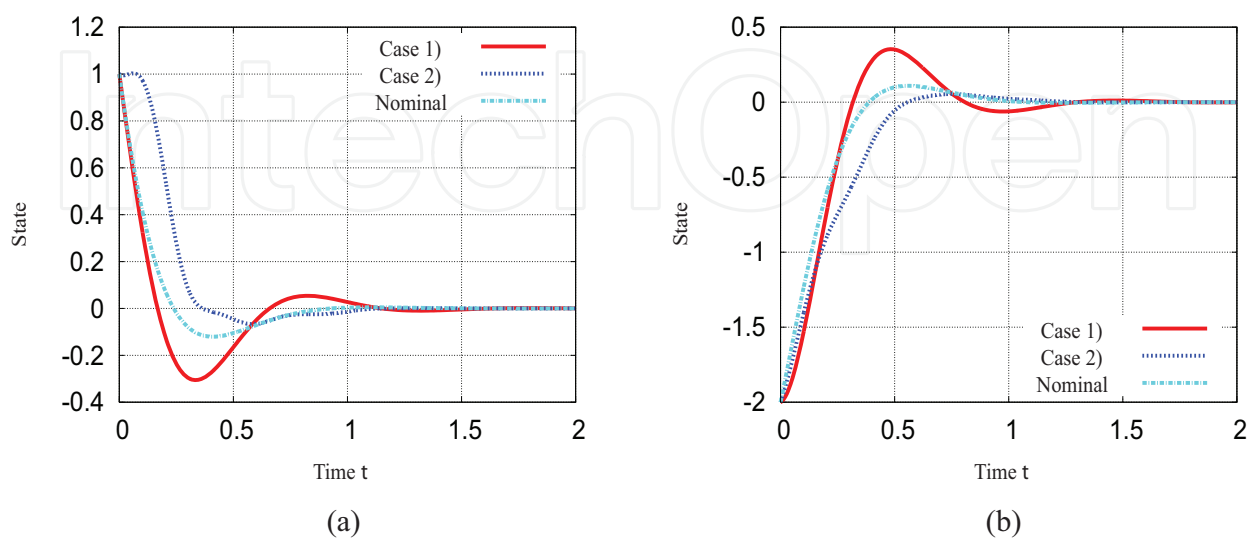 IntechOpen
1.2
1
0.8
0.6
0.4
0.2
0
-0.2
-0.4
State
Case 1)
Case 2)
Nominal
0 0.5 1 1.5 2
Time t
(a)
0.5
0
-0.5
-1
-1.5
-2
State
Case 1)
Case 2)
Nominal
0 0.5 1 1.5 2
Time t
(b)